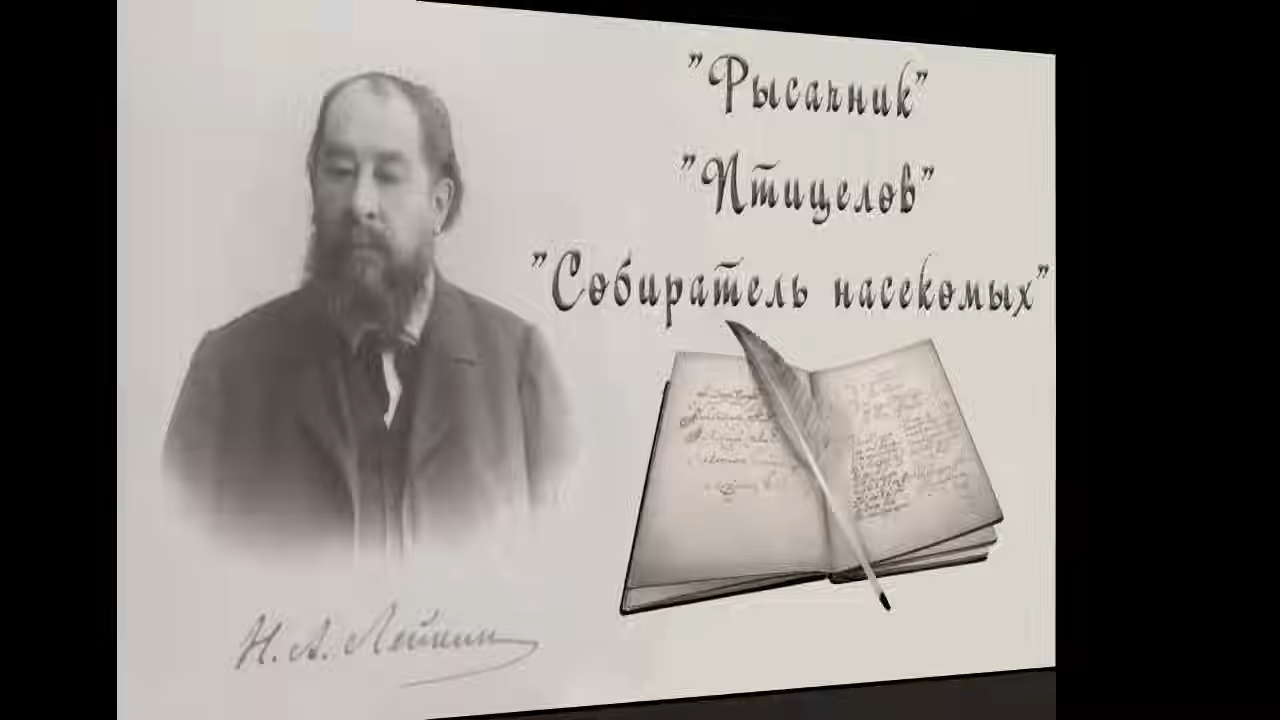 "Рысачник"
"Птицелов"
"Собиратель насекомых"
Н. А. Лейкин